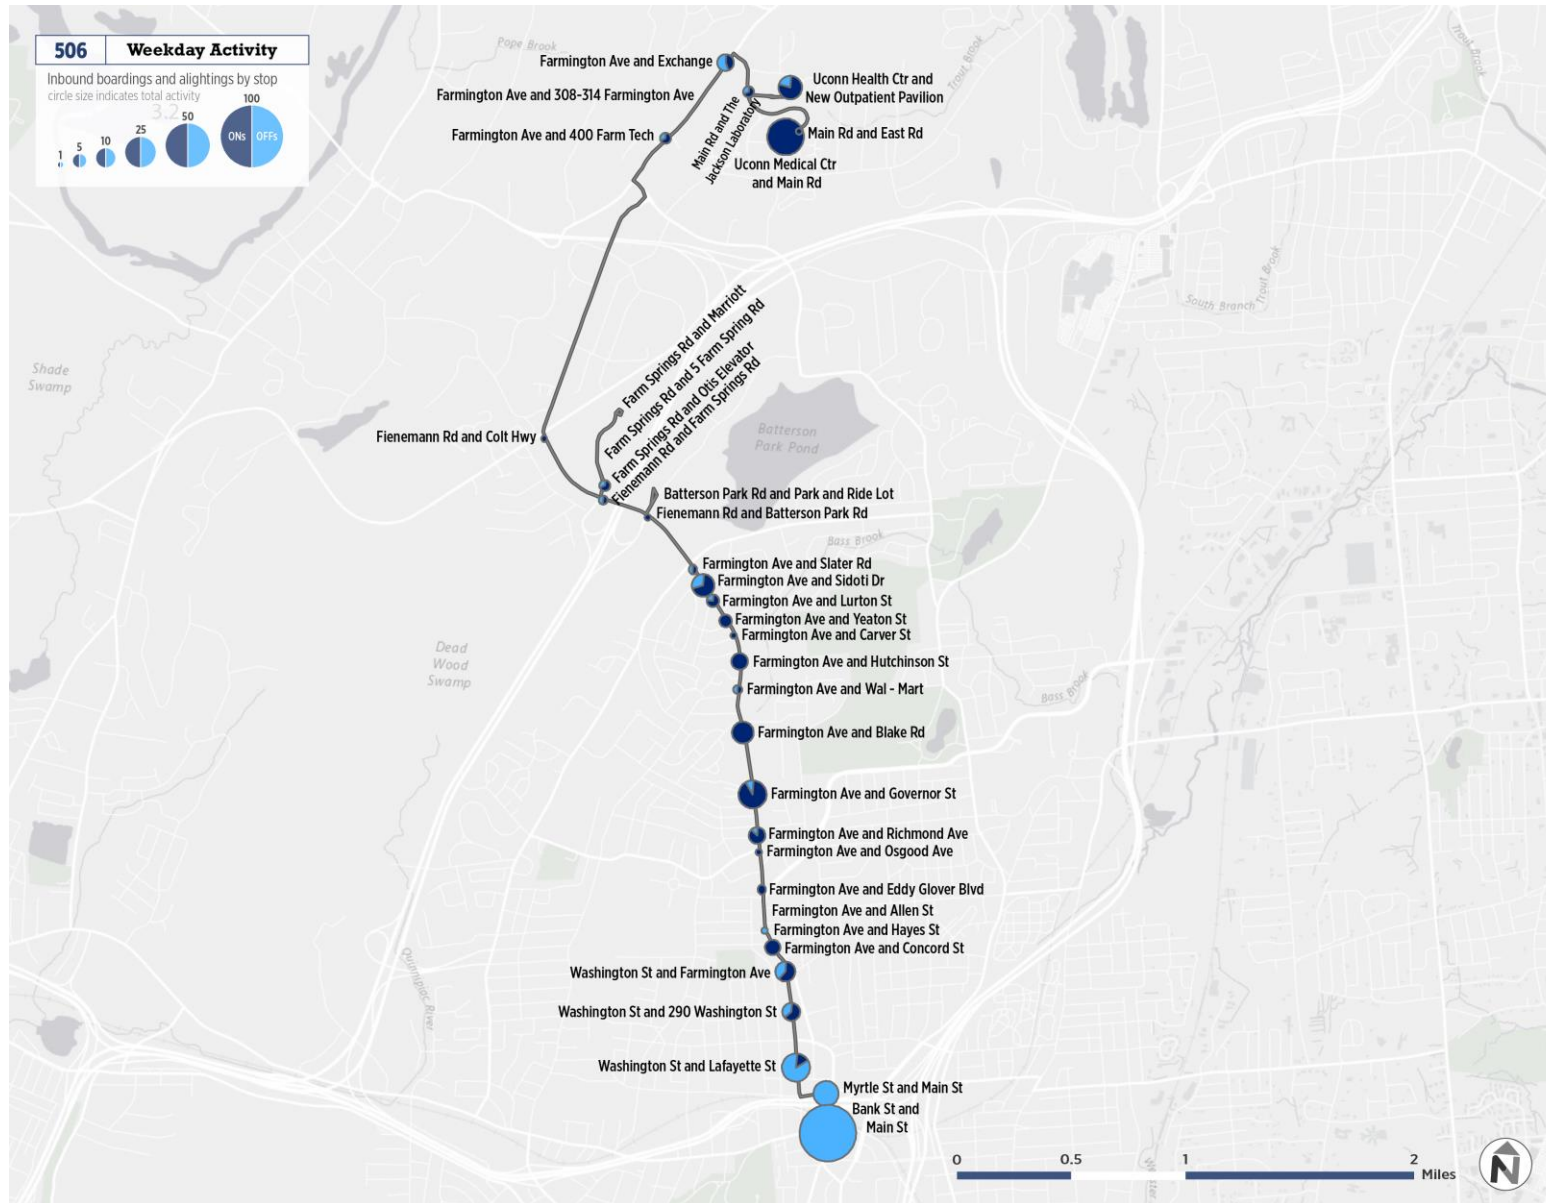 506
Weekday Activity
Inbound boardings and alightings by stop
circle size indicates total activity
3.2
1
5
10
25
50
100
ONs
OFFs
Pope Brook
Trout Brook
Trout Brook
Farmington Ave and Exchange
Uconn Health Ctr and
New Outpatient Pavilion
Farmington Ave and 308-314 Farmington Ave
Main Rd and The
Jackson Laboratory
Farmington Ave and 400 Farm Tech
Main Rd and East Rd
Uconn Medical Ctr
and Main Rd
South Branch Trout Brook
Shade
Swamp
Farm Springs Rd and Marriott
Farm Springs Rd and 5 Farm Spring Rd
Farm Springs Rd and Otis Elevator
Fienemann Rd and Farm Springs Rd
Batterson
Park Pond
Fienemann Rd and Colt Hwy
Batterson Park Rd and Park and Ride Lot
Fienemann Rd and Batterson Park Rd
Bass Brook
Farmington Ave and Slater Rd
Farmington Ave and Sidoti Dr
Farmington Ave and Lurton St
Farmington Ave and Yeaton St
Farmington Ave and Carver St
Dead
Wood
Swamp
Farmington Ave and Hutchinson St
Farmington Ave and Wal - Mart
Bass Brook
Farmington Ave and Blake Rd
Farmington Ave and Governor St
Farmington Ave and Richmond Ave
Farmington Ave and Osgood Ave
Farmington Ave and Eddy Glover Blvd
Farmington Ave and Allen St
Farmington Ave and Hayes St
Farmington Ave and Concord St
Quinnipiac River
Washington St and Farmington Ave
Washington St and 290 Washington St
Washington St and Lafayette St
Myrtle St and Main St
Bank St and
Main St
0
0.5
1
2
Miles
N